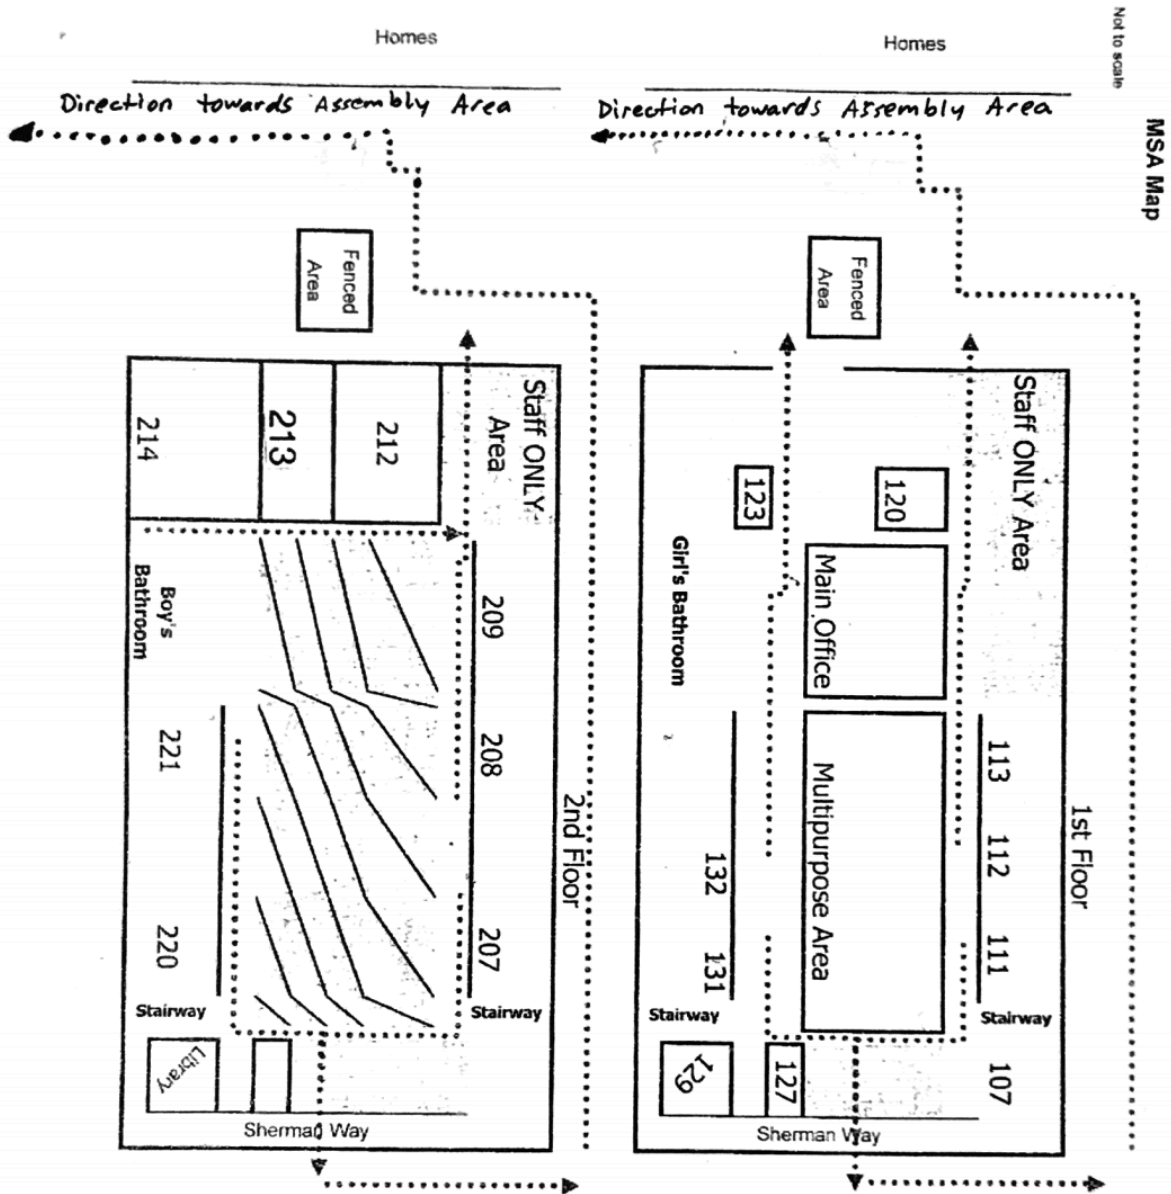 MSA Map
Not to scale
Homes
Direction towards Assembly Area
Fenced
Area
Staff ONLY Area
120
123
Main Office
Girl's Bathroom
Multipurpose Area
113
112
111
132
131
Stairway
Stairway
107
127
129
Sherman Way
1st Floor
Homes
Direction towards Assembly Area
Fenced
Area
Staff ONLY
Area
212
213
214
Boy's
Bathroom
209
208
207
221
220
Stairway
Stairway
Library
Sherman Way
2nd Floor